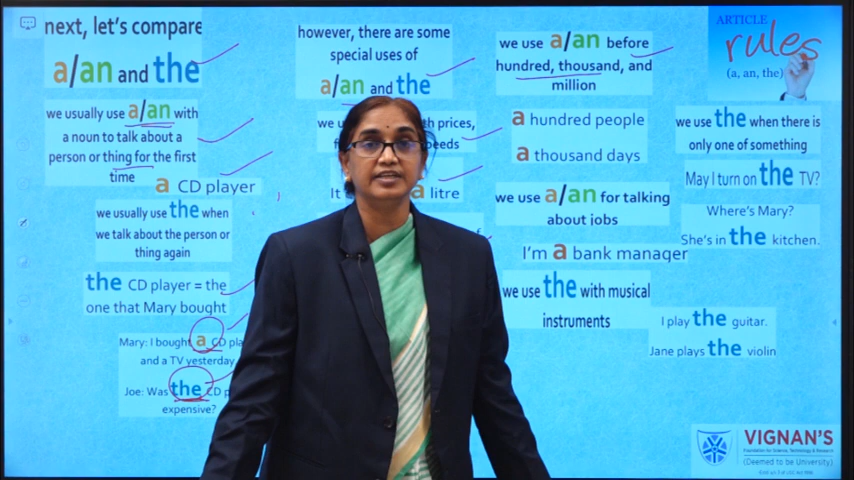 next, let's compare
a/an and the
we usually use a/an with
a noun to talk about a
person or thing for the first
time
a CD player
we usually use the when
we talk about the person or
thing again
the CD player = the
one that Mary bought
Mary: I bought a CD
and a TV yesterday
Joe: Was the CD
expensive?
however, there are some
special uses of
a/an and the
prices,
a litre
we use a/an before
hundred, thousand, and
million
a hundred people
a thousand days
we use a/an for talking
about jobs
I'm a bank manager
we use the with musical
instruments
ARTICLE
rules
(a, an, the)
we use the when there is
only one of something
May I turn on the TV?
Where's Mary?
She's in the kitchen.
I play the guitar.
Jane plays the violin
VIGNAN'S
Foundation for Science, Technology & Research
(Deemed to be University)